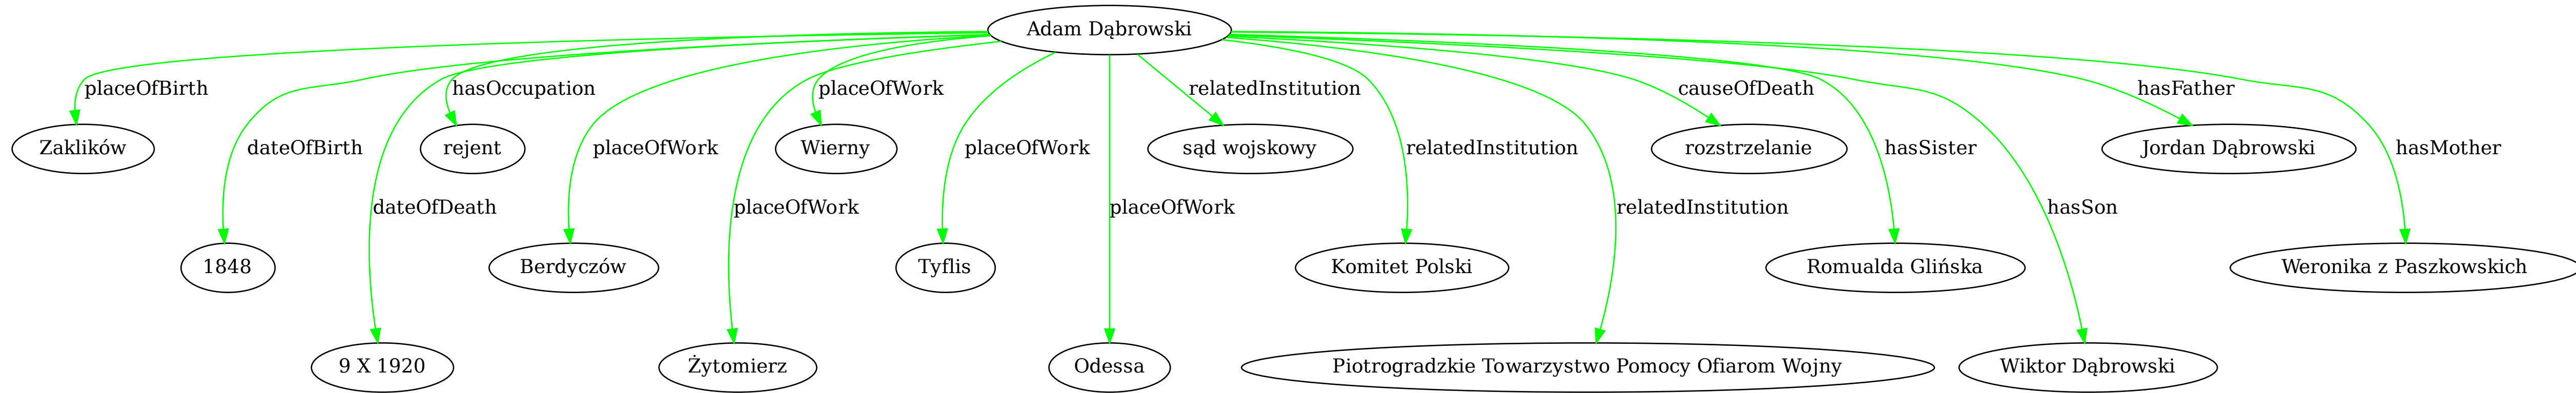 Adam Dąbrowski
placeOfBirth
hasOccupation
placeOfWork
relatedInstitution
causeOfDeath
hasFather
Zaklików
dateOfBirth
rejent
placeOfWork
Wierny
placeOfWork
sąd wojskowy
relatedInstitution
rozstrzelanie
hasSister
Jordan Dąbrowski
hasMother
dateOfDeath
placeOfWork
placeOfWork
relatedInstitution
hasSon
1848
Berdyczów
Tyflis
Komitet Polski
Romualda Glińska
Weronika z Paszkowskich
9 X 1920
Żytomierz
Odessa
Piotrogradzkie Towarzystwo Pomocy Ofiarom Wojny
Wiktor Dąbrowski